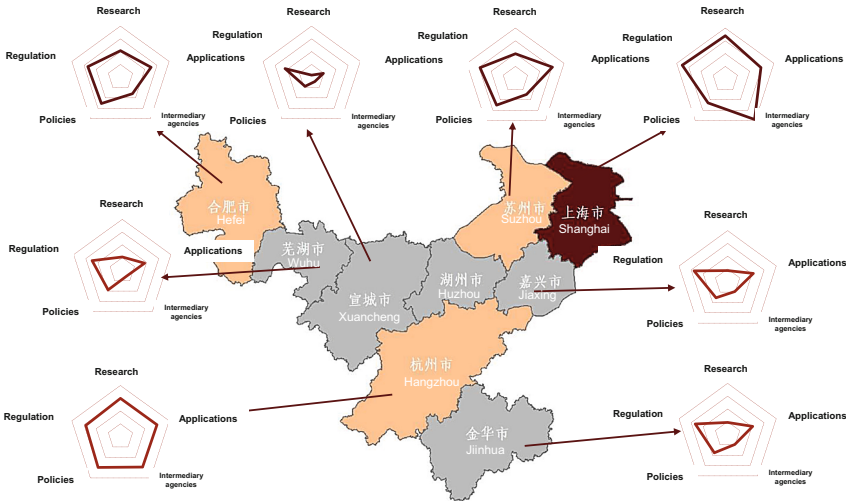 Research
Regulation
Applications
Policies
Intermediary
agencies
Research
Regulation
Policies
Intermediary
agencies
Research
Regulation
Applications
Policies
Intermediary
agencies
Research
Regulation
Applications
Policies
Intermediary
agencies
合肥市
Hefei
苏州市
Suzhou
上海市
Shanghai
芜湖市
Wuhu
宣城市
Xuancheng
湖州市
Huzhou
嘉兴市
Jiaxing
杭州市
Hangzhou
金华市
Jiinhua
Research
Regulation
Applications
Policies
Intermediary
agencies
Research
Regulation
Applications
Policies
Intermediary
agencies
Research
Regulation
Applications
Policies
Intermediary
agencies
Research
Regulation
Applications
Policies
Intermediary
agencies